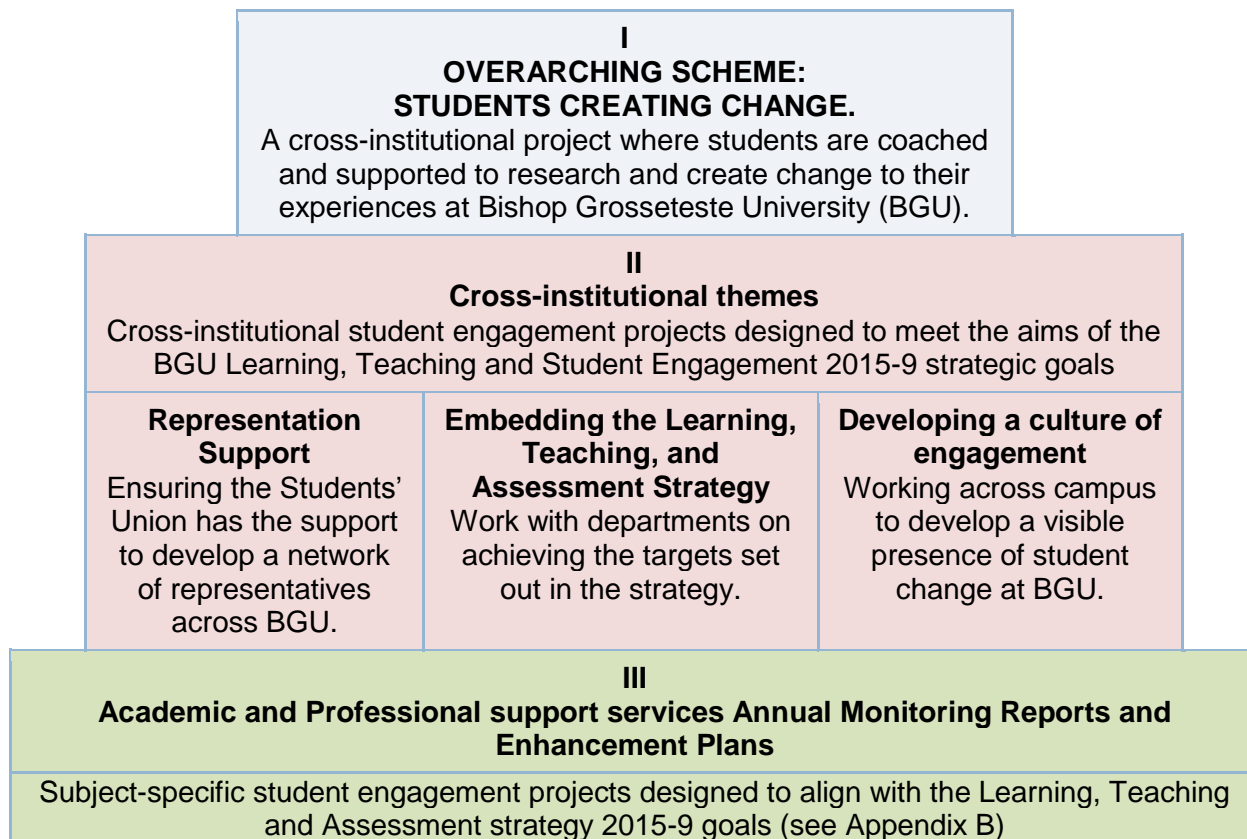 I
OVERARCHING SCHEME:
STUDENTS CREATING CHANGE.
A cross-institutional project where students are coached
and supported to research and create change to their
experiences at Bishop Grosseteste University (BGU).
II
Cross-institutional themes
Cross-institutional student engagement projects designed to meet the aims of the
BGU Learning, Teaching and Student Engagement 2015-9 strategic goals
Representation
Support
Ensuring the Students’
Union has the support
to develop a network
of representatives
across BGU.
Embedding the Learning,
Teaching, and
Assessment Strategy
Work with departments on
achieving the targets set
out in the strategy.
Developing a culture of
engagement
Working across campus
to develop a visible
presence of student
change at BGU.
III
Academic and Professional support services Annual Monitoring Reports and
Enhancement Plans
Subject-specific student engagement projects designed to align with the Learning, Teaching
and Assessment strategy 2015-9 goals (see Appendix B)